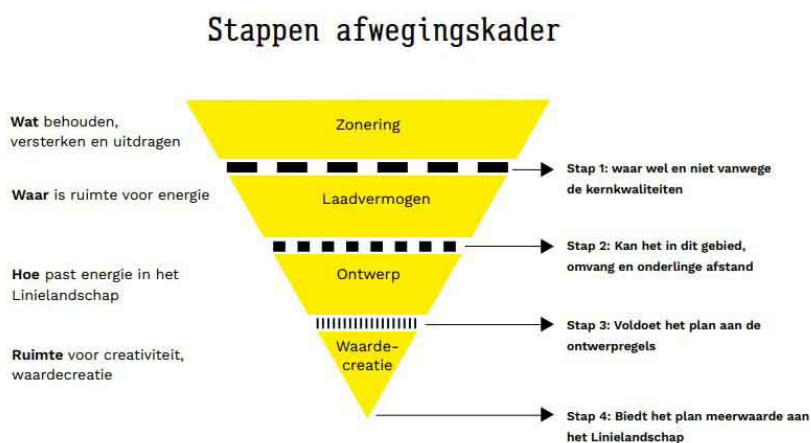 Stappen afwegingskader
Wat behouden,
versterken en uitdragen
Zonering
Stap 1: waar wel en niet vanwege
de kernkwaliteiten
Waar is ruimte voor energie
Laadvermogen
Stap 2: Kan het in dit gebied,
omvang en onderlinge afstand
Hoe past energie in het
Linielandschap
Ontwerp
Stap 3: Voldoet het plan aan de
ontwerpregels
Ruimte voor creativiteit,
waardecreatie
Waarde-
creatie
Stap 4: Biedt het plan meerwaarde aan
het Linielandschap